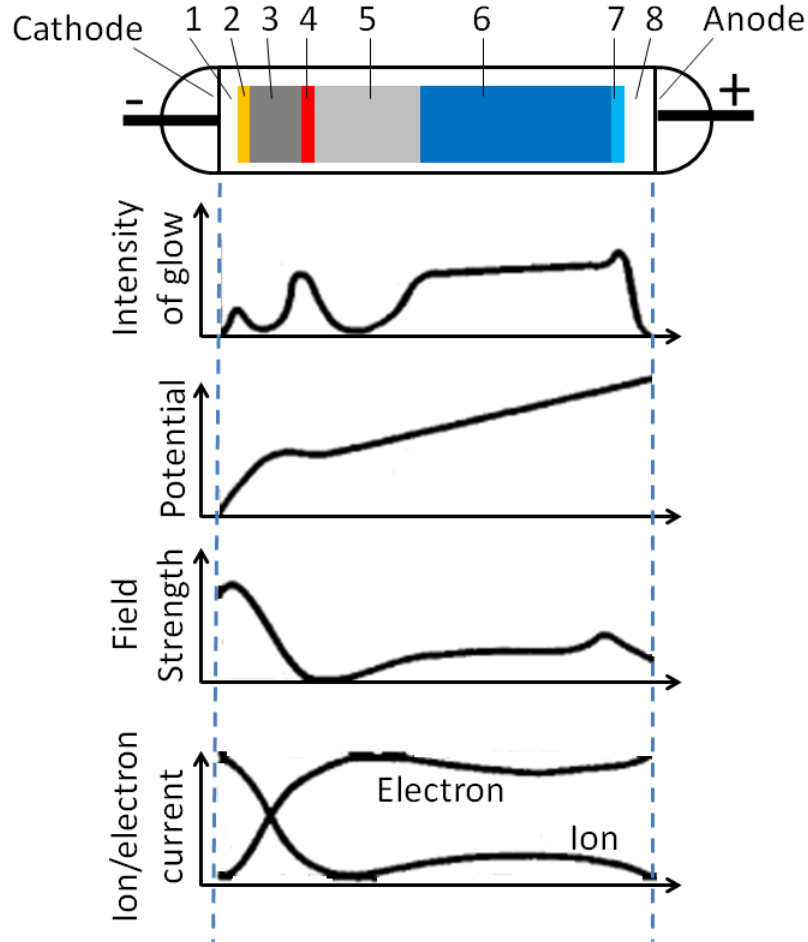 Cathode 1 2 3 4 5 6 7 8 Anode
- +
Intensity
of glow
Potential
Field
Strength
Ion/electron
current
Electron
Ion